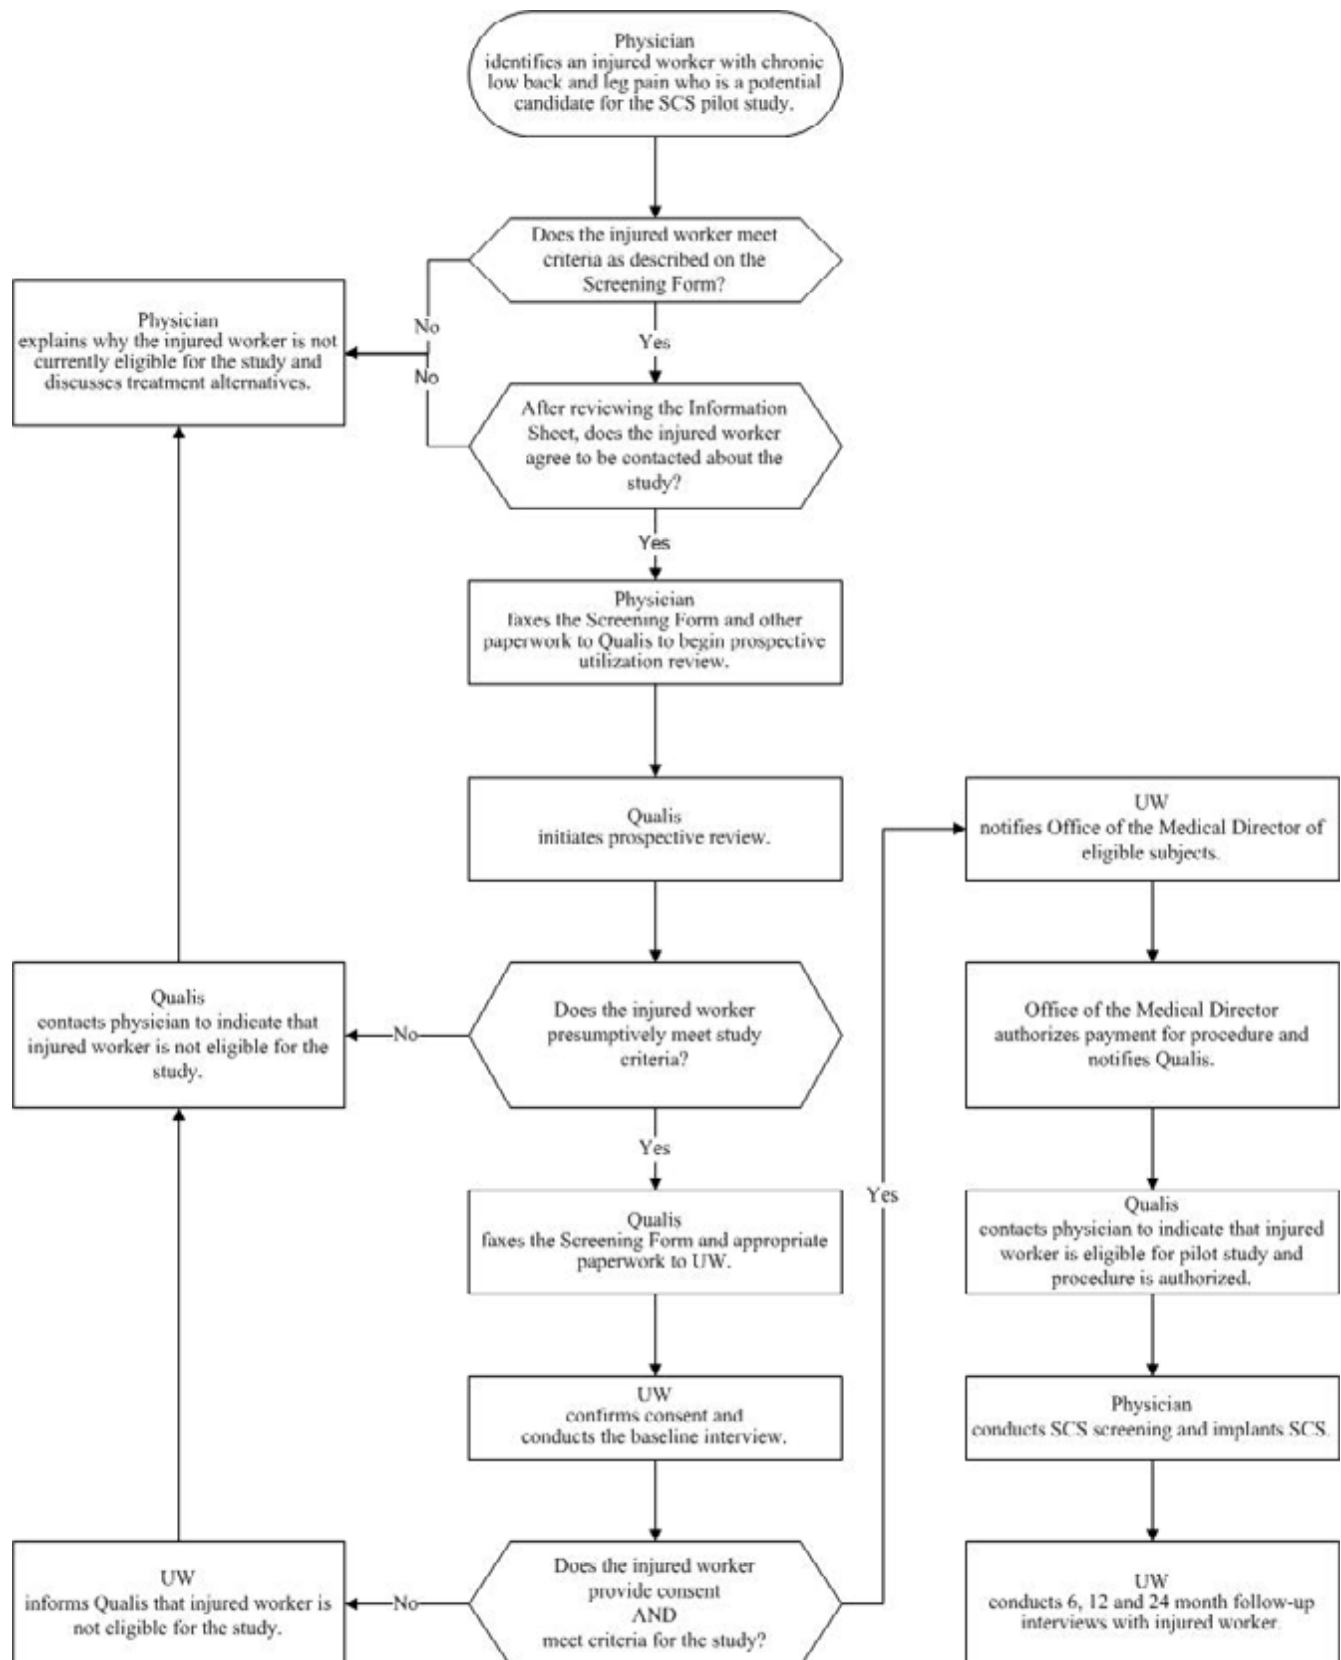 Physician
identifies an injured worker with chronic
low back and leg pain who is a potential
candidate for the SCS pilot study.
Does the injured worker meet
criteria as described on the
Screening Form?
No
Yes
Physician
explains why the injured worker is not
currently eligible for the study and
discusses treatment alternatives.
No
After reviewing the Information
Sheet, does the injured worker
agree to be contacted about the
study?
Yes
Physician
faxes the Screening Form and other
paperwork to Qualis to begin prospective
utilization review.
Qualis
initiates prospective review.
Does the injured worker
presumptively meet study
criteria?
No
Qualis
contacts physician to indicate that
injured worker is not eligible for the
study.
Yes
Qualis
faxes the Screening Form and appropriate
paperwork to UW.
UW
confirms consent and
conducts the baseline interview.
Does the injured worker
provide consent
AND
meet criteria for the study?
No
UW
informs Qualis that injured worker is
not eligible for the study.
Yes
UW
notifies Office of the Medical Director of
eligible subjects.
Office of the Medical Director
authorizes payment for procedure and
notifies Qualis.
Qualis
contacts physician to indicate that injured
worker is eligible for pilot study and
procedure is authorized.
Physician
conducts SCS screening and implants SCS.
UW
conducts 6, 12 and 24 month follow-up
interviews with injured worker.